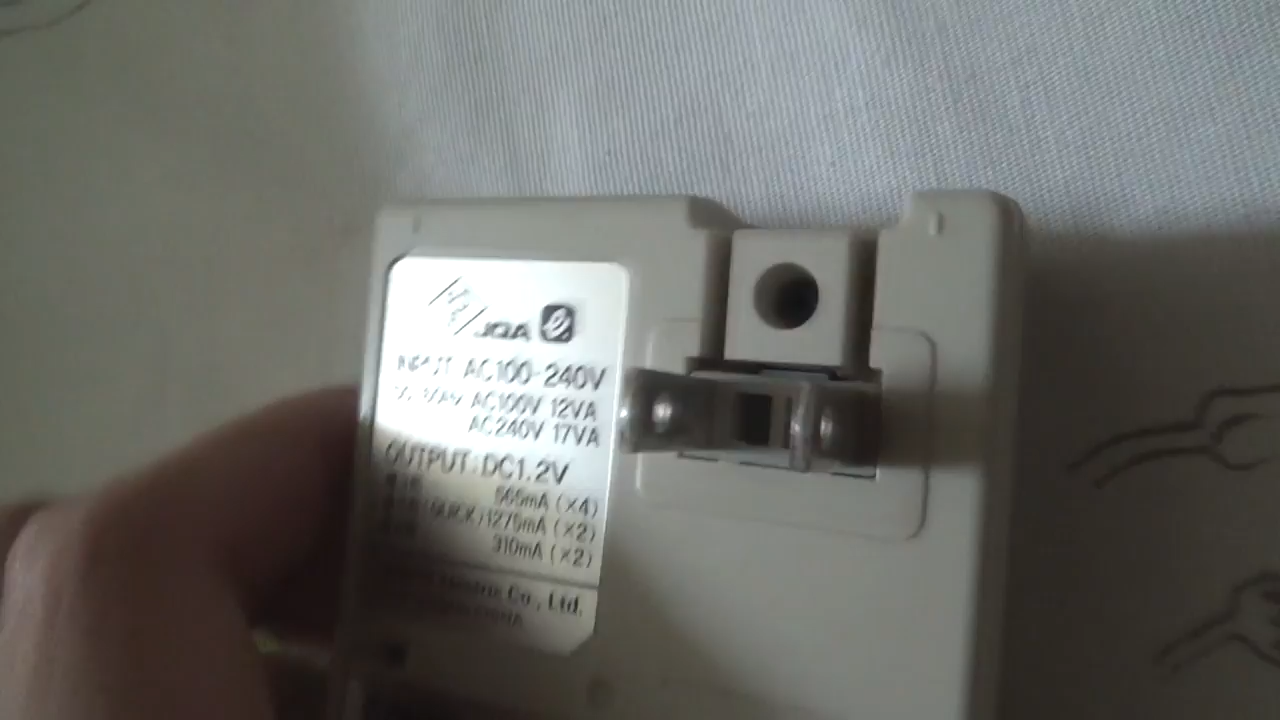 JQA
INPUT AC100-240V
AC100V 12VA
AC240V 17VA
OUTPUT:DC1.2V
565mA (×4)
(QUICK)1275mA (×2)
310mA (×2)
Co., Ltd.